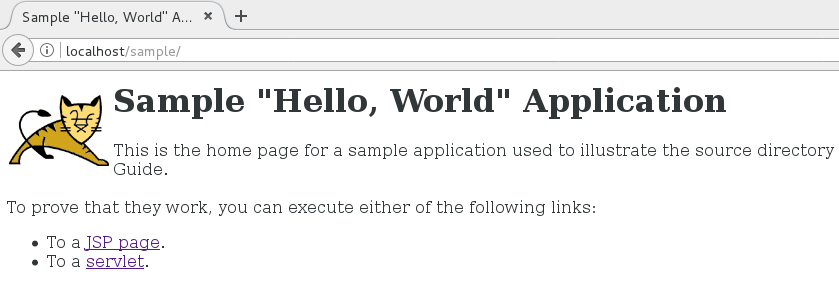 Sample "Hello, World" A...
localhost/sample/
Sample "Hello, World" Application
This is the home page for a sample application used to illustrate the source directory
Guide.
To prove that they work, you can execute either of the following links:
• To a JSP page.
• To a servlet.